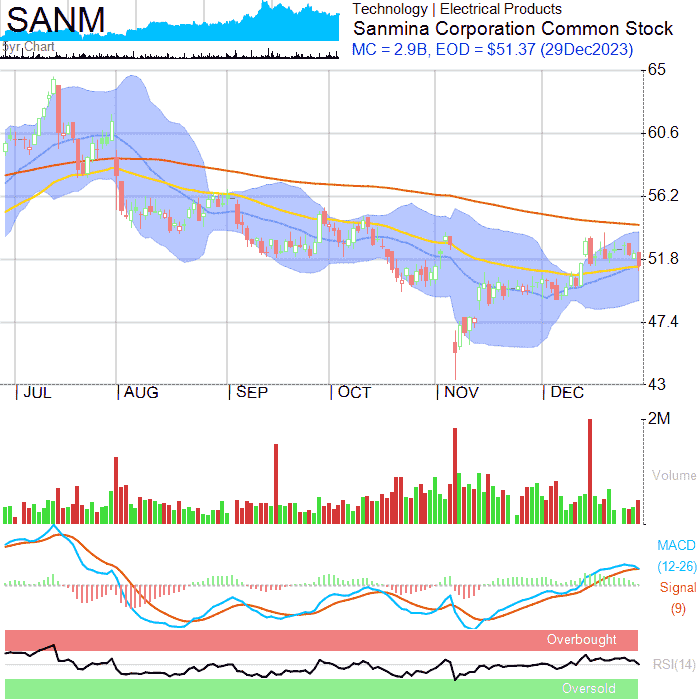 SANM
5yr Chart
Technology | Electrical Products
Sanmina Corporation Common Stock
MC = 2.9B, EOD = $51.37 (29Dec2023)
65
60.6
56.2
51.8
47.4
43
JUL AUG SEP OCT NOV DEC
2M
Volume
MACD
(12-26)
Signal
(9)
Overbought
RSI(14)
Oversold